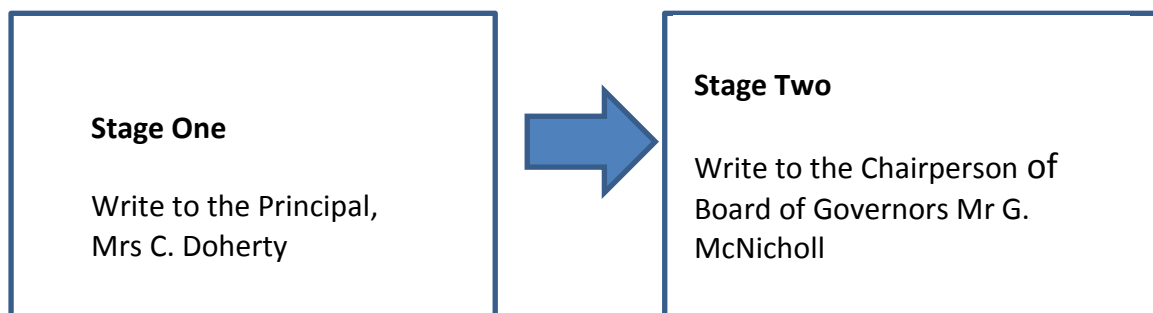 Stage One
Write to the Principal,
Mrs C. Doherty
Stage Two
Write to the Chairperson of
Board of Governors Mr G.
McNicholl